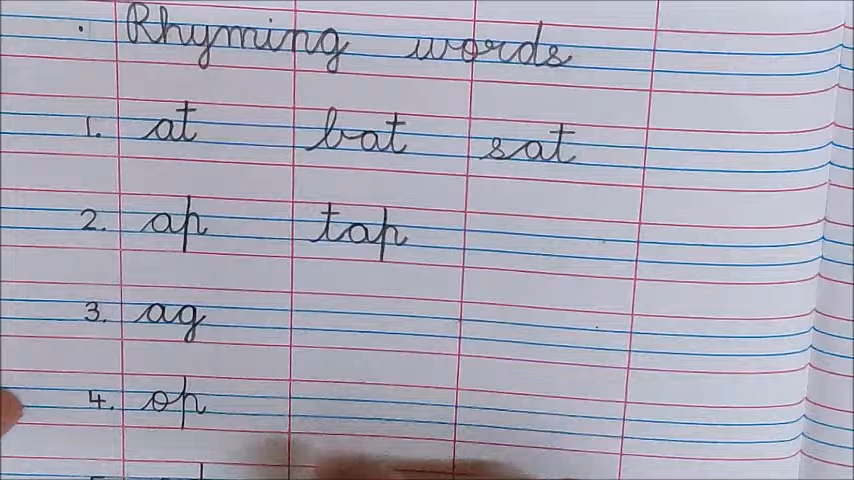 . Rhyming words
1. at bat sat
2. ap tap
3. ag
4. op